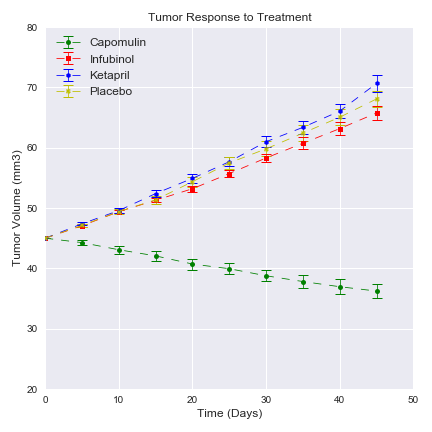 Tumor Response to Treatment
Capomulin
Infubinol
Ketapril
Placebo
Tumor Volume (mm3)
80
70
60
50
40
30
20
0 10 20 30 40 50
Time (Days)